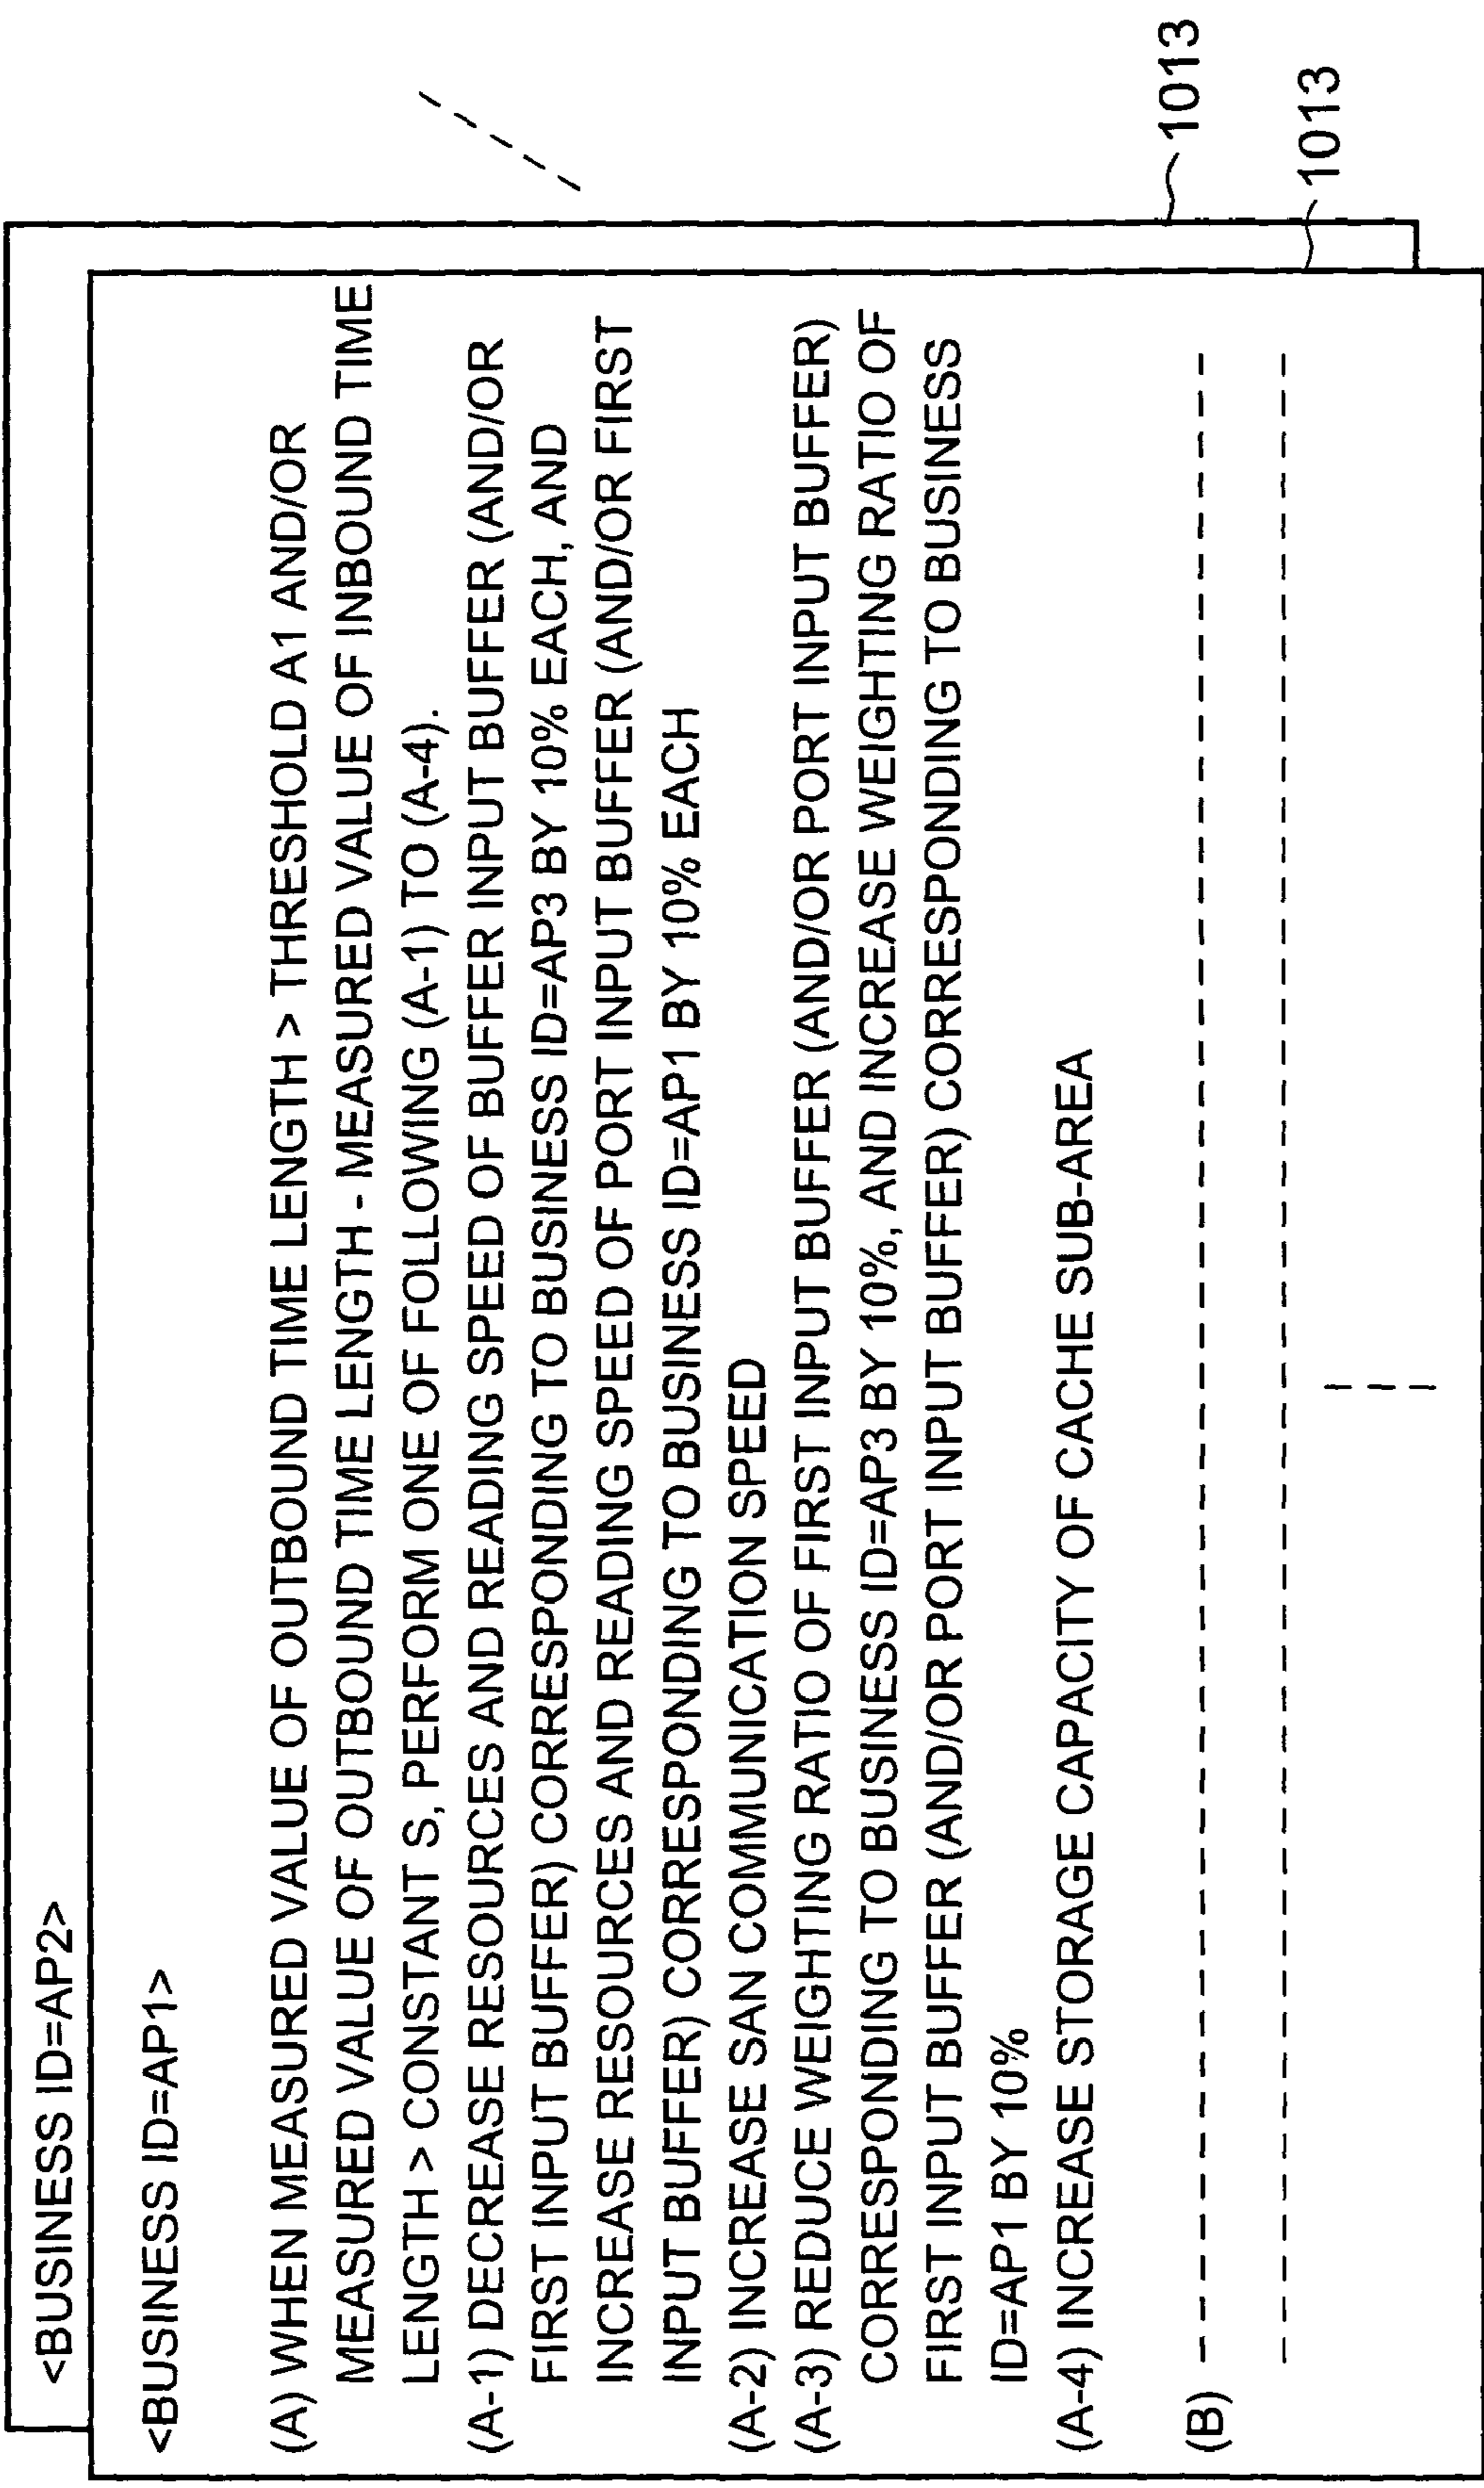 <BUSINESS ID=AP2>
<BUSINESS ID=AP1>
(A) WHEN MEASURED VALUE OF OUTBOUND TIME LENGTH > THRESHOLD A1 AND/OR
MEASURED VALUE OF OUTBOUND TIME LENGTH - MEASURED VALUE OF INBOUND TIME
LENGTH > CONSTANT S, PERFORM ONE OF FOLLOWING (A-1) TO (A-4).
(A-1) DECREASE RESOURCES AND READING SPEED OF BUFFER INPUT BUFFER (AND/OR
FIRST INPUT BUFFER) CORRESPONDING TO BUSINESS ID=AP3 BY 10% EACH, AND
INCREASE RESOURCES AND READING SPEED OF PORT INPUT BUFFER (AND/OR FIRST
INPUT BUFFER) CORRESPONDING TO BUSINESS ID=AP1 BY 10% EACH
(A-2) INCREASE SAN COMMUNICATION SPEED
(A-3) REDUCE WEIGHTING RATIO OF FIRST INPUT BUFFER (AND/OR PORT INPUT BUFFER)
CORRESPONDING TO BUSINESS ID=AP3 BY 10%, AND INCREASE WEIGHTING RATIO OF
FIRST INPUT BUFFER (AND/OR PORT INPUT BUFFER) CORRESPONDING TO BUSINESS
ID=AP1 BY 10%
(A-4) INCREASE STORAGE CAPACITY OF CACHE SUB-AREA
(B)
1013
1013